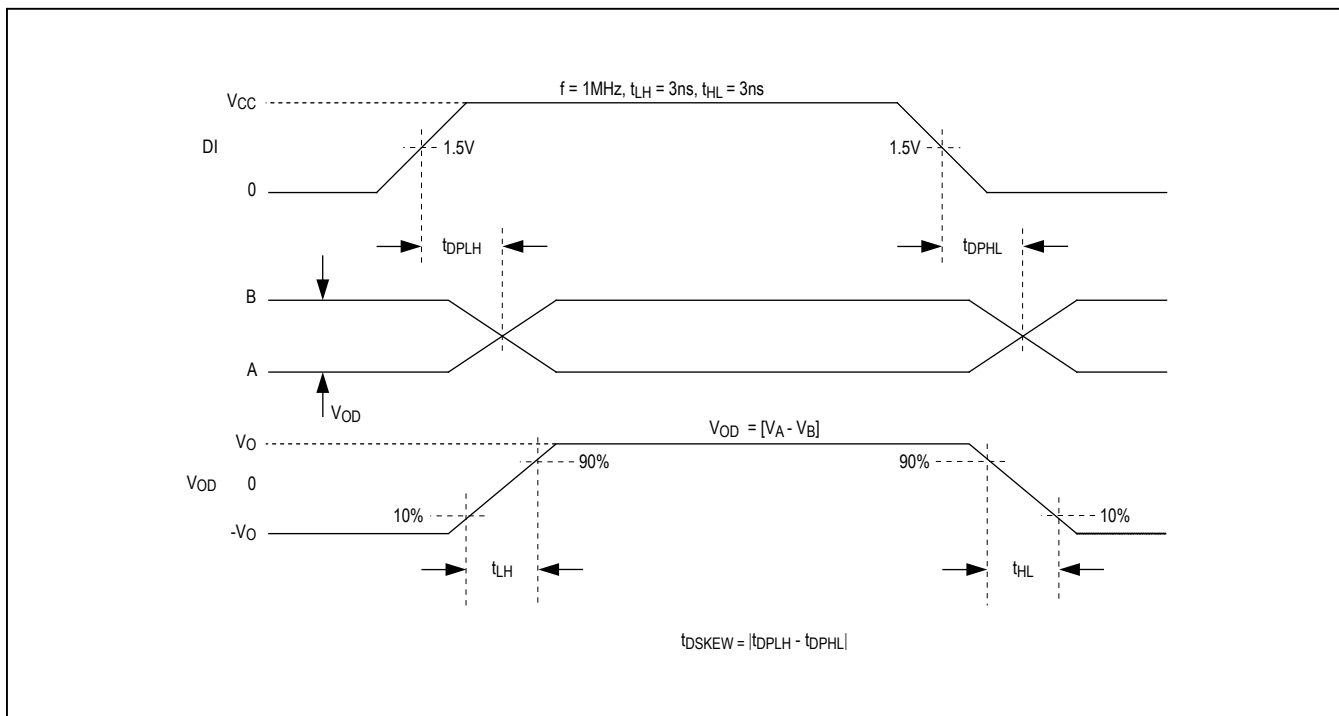 f = 1MHz, tLH = 3ns, tHL = 3ns
VCC
DI
1.5V
1.5V
0
tDPLH
tDPHL
B
A
VOD
VO
VOD = [VA - VB]
90%
90%
VOD 0
10%
10%
-VO
tLH
tHL
tDSKEW = |tDPLH - tDPHL|